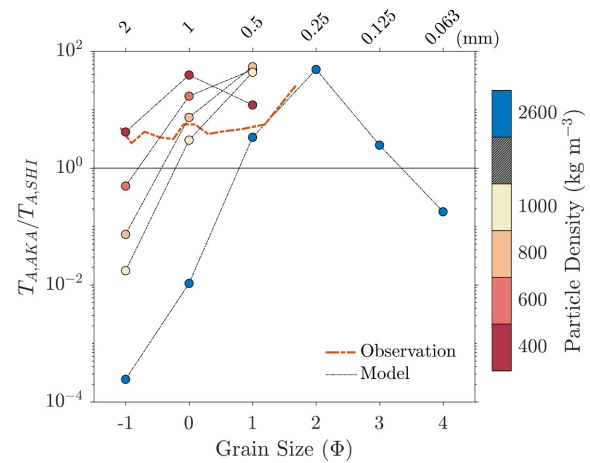 2 1 0.5 0.25 0.125 0.063 (mm)
10^2
10^0
10^{-2}
10^{-4}
T_{A,AKA}/T_{A,SHI}
Observation
Model
-1 0 1 2 3 4
Grain Size (Φ)
2600
1000
800
600
400
Particle Density (kg m^{-3})